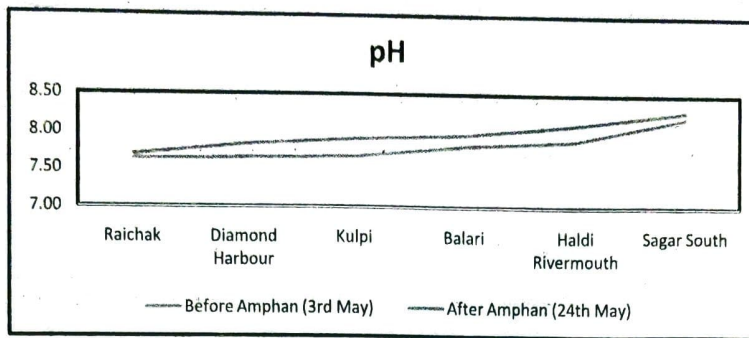 pH
8.50
8.00
7.50
7.00
Raichak
Diamond
Harbour
Kulpi
Balari
Haldi
Rivermouth
Sagar South
Before Amphan (3rd May)
After Amphan (24th May)